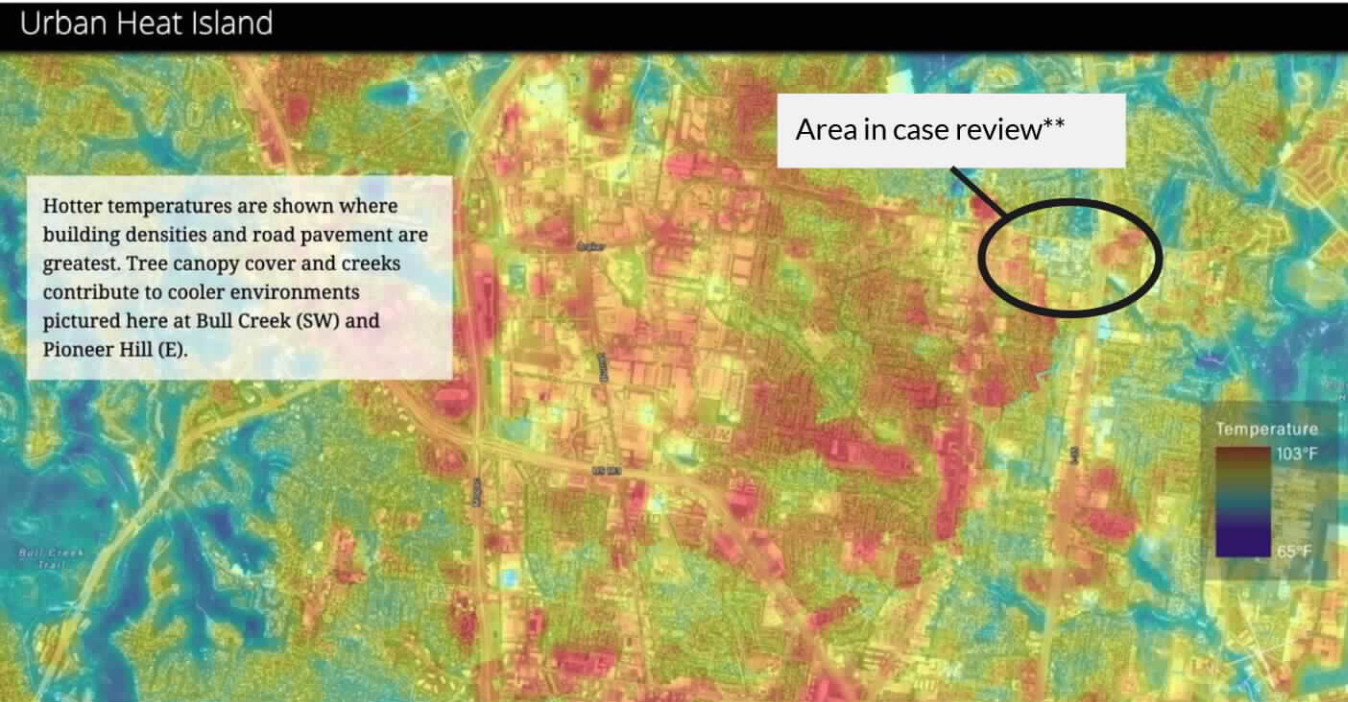 Urban Heat Island
Area in case review**
Hotter temperatures are shown where
building densities and road pavement are
greatest. Tree canopy cover and creeks
contribute to cooler environments
pictured here at Bull Creek (SW) and
Pioneer Hill (E).
Temperature
103°F
65°F
Bull Creek
Trail